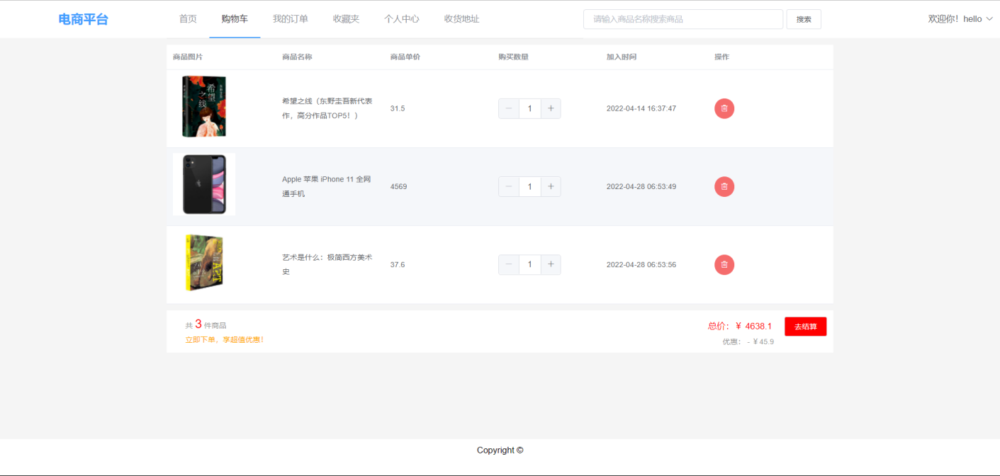 电商平台 首页 购物车 我的订单 收藏夹 个人中心 收货地址 请输入商品名称搜索商品 搜索 欢迎你！hello
商品图片 商品名称 商品单价 购买数量 加入时间 操作
希望之线
希望之线（东野圭吾新代表
作，高分作品TOP5！）
31.5 1 2022-04-14 16:37:47
Apple 苹果 iPhone 11 全网
通手机
4569 1 2022-04-28 06:53:49
艺术是什么：极简西方美术
史
37.6 1 2022-04-28 06:53:56
共 3 件商品
立即下单，享超值优惠！
总价：￥ 4638.1 去结算
优惠： - ￥45.9
Copyright ©